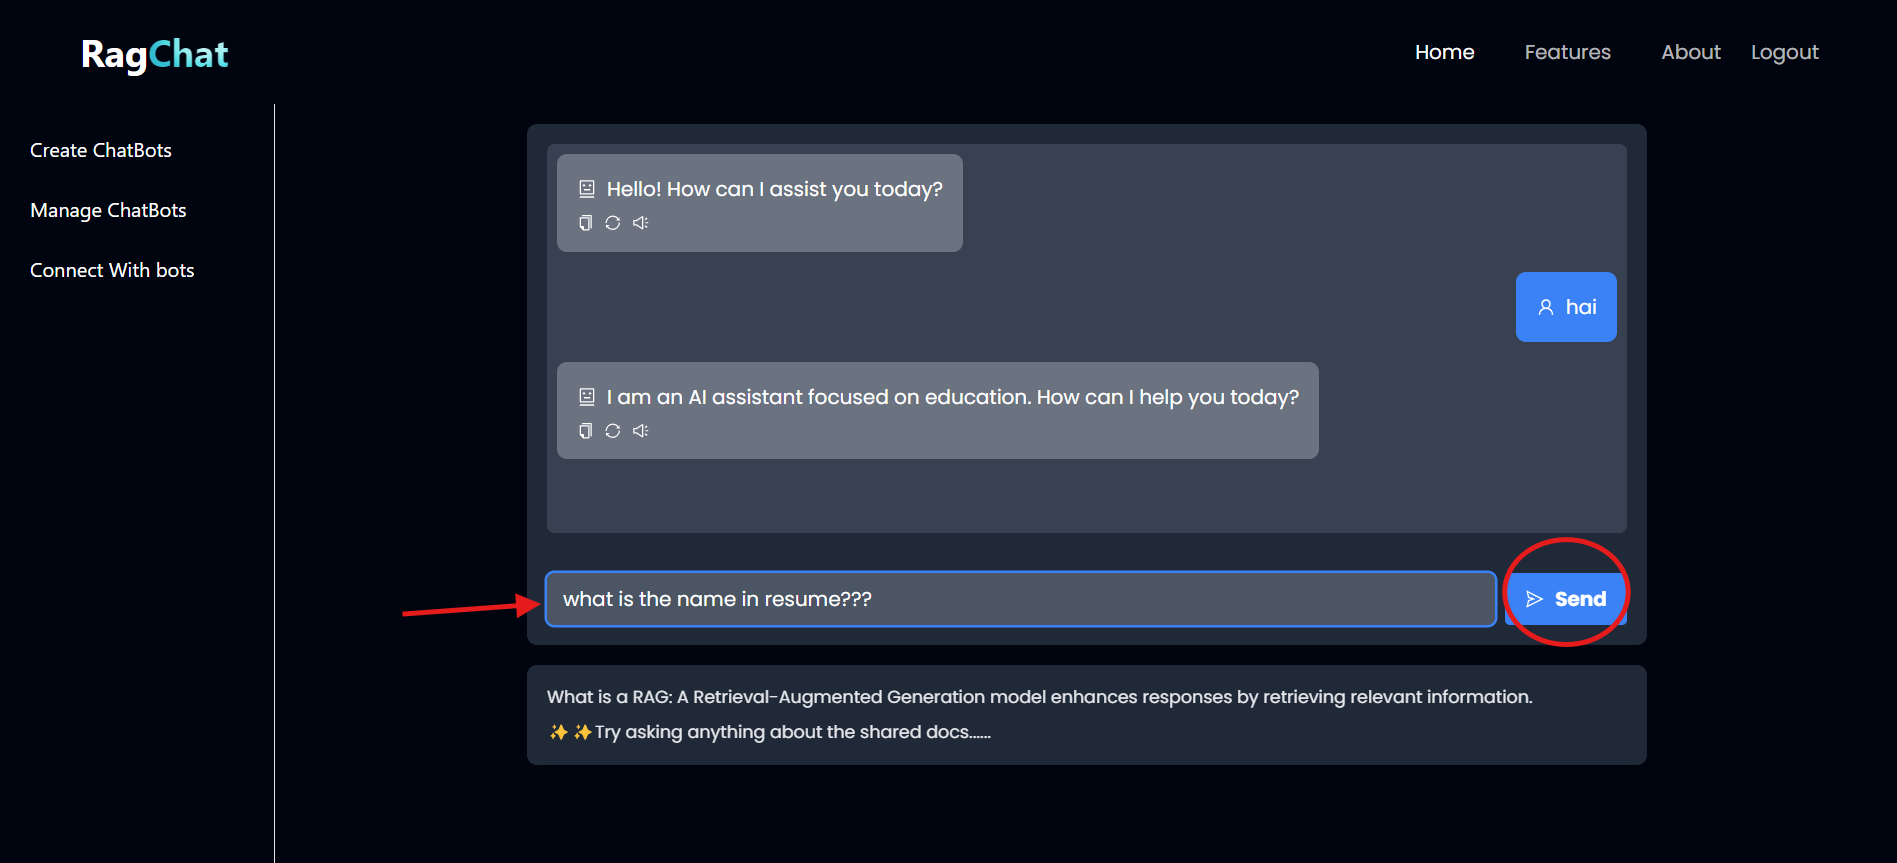 RagChat
Home Features About Logout
Create ChatBots
Manage ChatBots
Connect With bots
Hello! How can I assist you today?
hai
I am an AI assistant focused on education. How can I help you today?
what is the name in resume???
Send
What is a RAG: A Retrieval-Augmented Generation model enhances responses by retrieving relevant information.
✨✨Try asking anything about the shared docs......